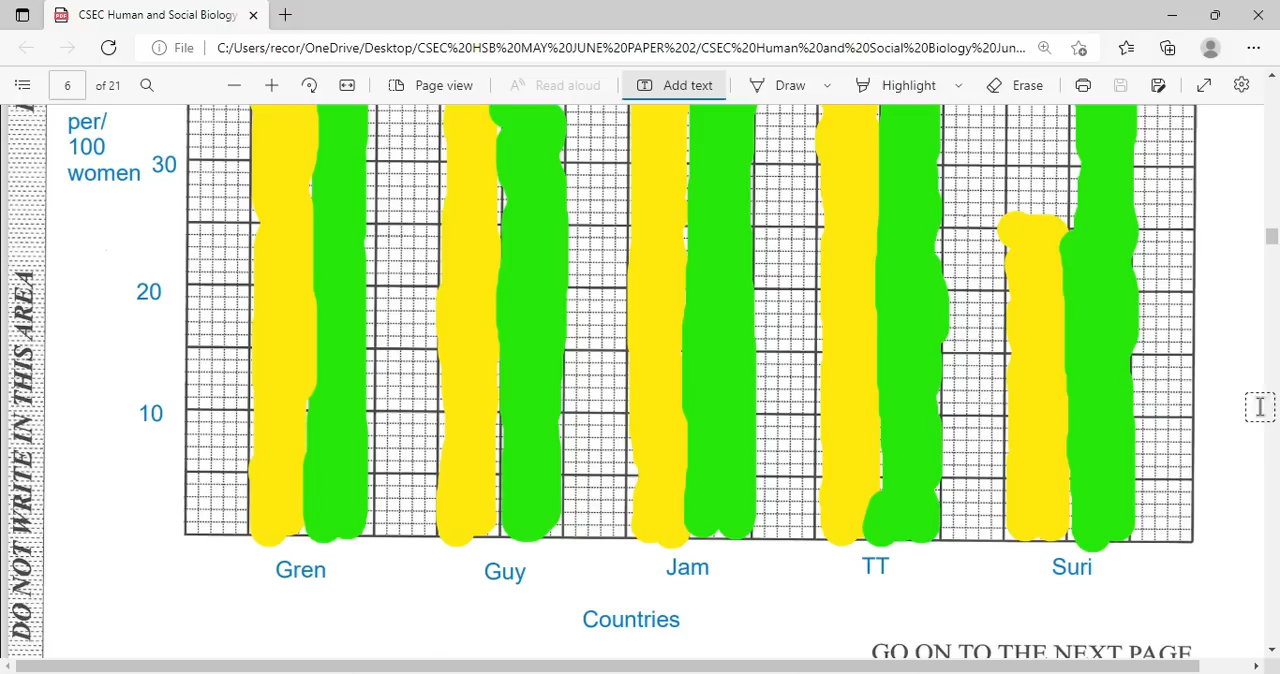 CSEC Human and Social Biology
File
C:/Users/recor/OneDrive/Desktop/CSEC%20HSB%20MAY%20JUNE%20PAPER%202/CSEC%20Human%20and%20Social%20Biology%20Jun...
6 of 21
Page view
Read aloud
Add text
Draw
Highlight
Erase
per/
100
women
30
20
10
DO NOT WRITE IN THIS AREA
Gren
Guy
Jam
TT
Suri
Countries
GO ON TO THE NEXT PAGE